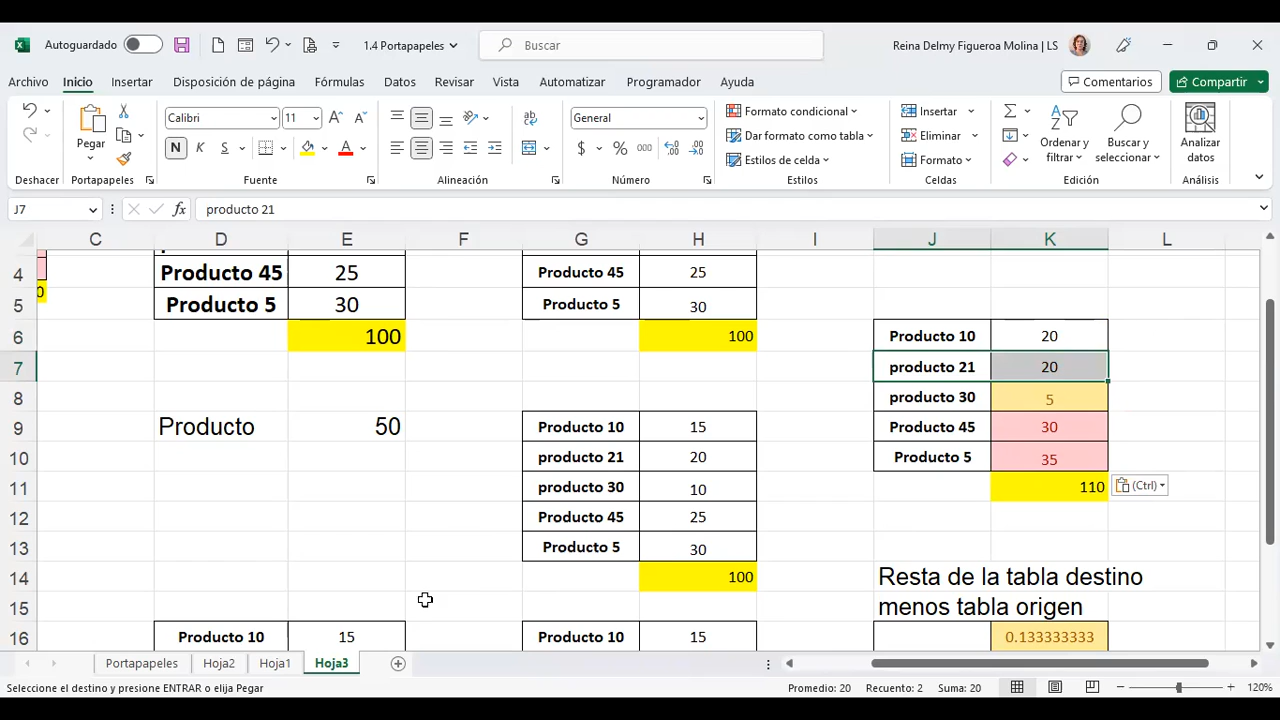 Autoguardado
1.4 Portapapeles
Buscar
Reina Delmy Figueroa Molina | LS
Archivo Inicio Insertar Disposición de página Fórmulas Datos Revisar Vista Automatizar Programador Ayuda Comentarios Compartir
Pegar
Calibri 11
N K S A
ab
General
$ % 000
Formato condicional
Dar formato como tabla
Estilos de celda
Insertar
Eliminar
Formato
Ordenar y filtrar
Buscar y seleccionar
Analizar datos
Deshacer Portapapeles Fuente Alineación Número Estilos Celdas Edición Análisis
J7 fx producto 21
C D E F G H I J K L
4 Producto 45 25 Producto 45 25
5 Producto 5 30 Producto 5 30
6 100 100 Producto 10 20
7 producto 21 20
8 producto 30 5
9 Producto 50 Producto 10 15 Producto 45 30
10 producto 21 20 Producto 5 35
11 producto 30 10 110 (Ctrl)
12 Producto 45 25
13 Producto 5 30
14 100 Resta de la tabla destino
15 menos tabla origen
16 Producto 10 15 Producto 10 15 0.133333333
Portapapeles Hoja2 Hoja1 Hoja3
Seleccione el destino y presione ENTRAR o elija Pegar Promedio: 20 Recuento: 2 Suma: 20 120%